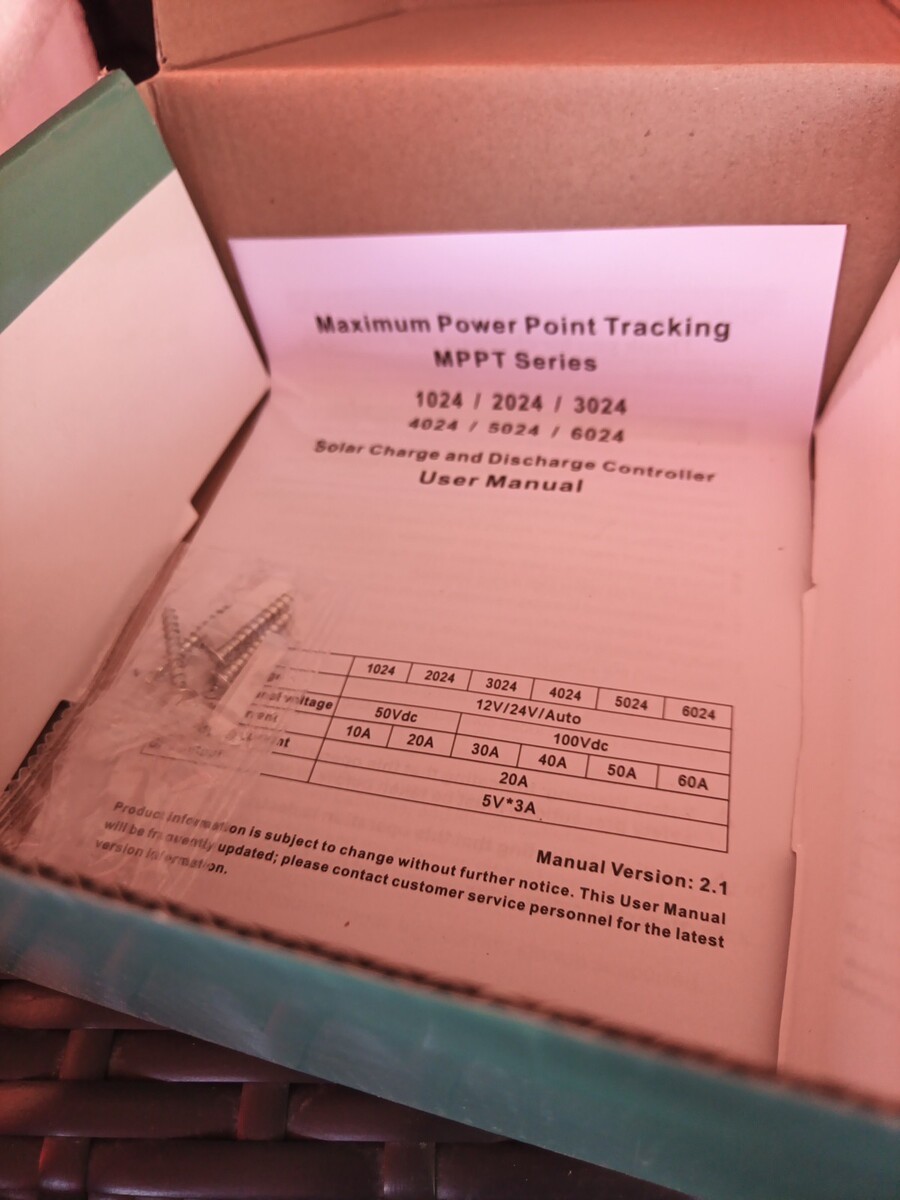 Maximum Power Point Tracking
MPPT Series
1024 / 2024 / 3024
4024 / 5024 / 6024
Solar Charge and Discharge Controller
User Manual
1024 2024 3024 4024 5024 6024
12V/24V/Auto
voltage 50Vdc 100Vdc
10A 20A 30A 40A 50A 60A
20A
5V*3A
Manual Version: 2.1
Product information is subject to change without further notice. This User Manual
will be frequently updated; please contact customer service personnel for the latest
version information.